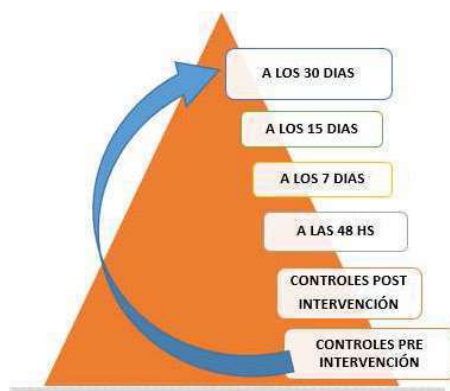 A LOS 30 DIAS
A LOS 15 DIAS
A LOS 7 DIAS
A LAS 48 HS
CONTROLES POST
INTERVENCIÓN
CONTROLES PRE
INTERVENCIÓN